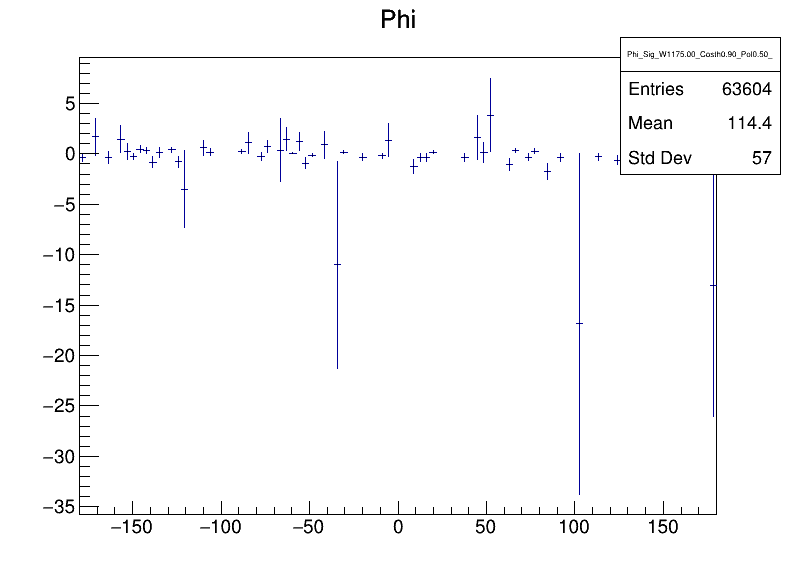 Phi
Phi_Sig_W1175.00_Costh0.90_Pol0.50_
Entries 63604
Mean 114.4
Std Dev 57
5
0
−5
−10
−15
−20
−25
−30
−35
−150 −100 −50 0 50 100 150